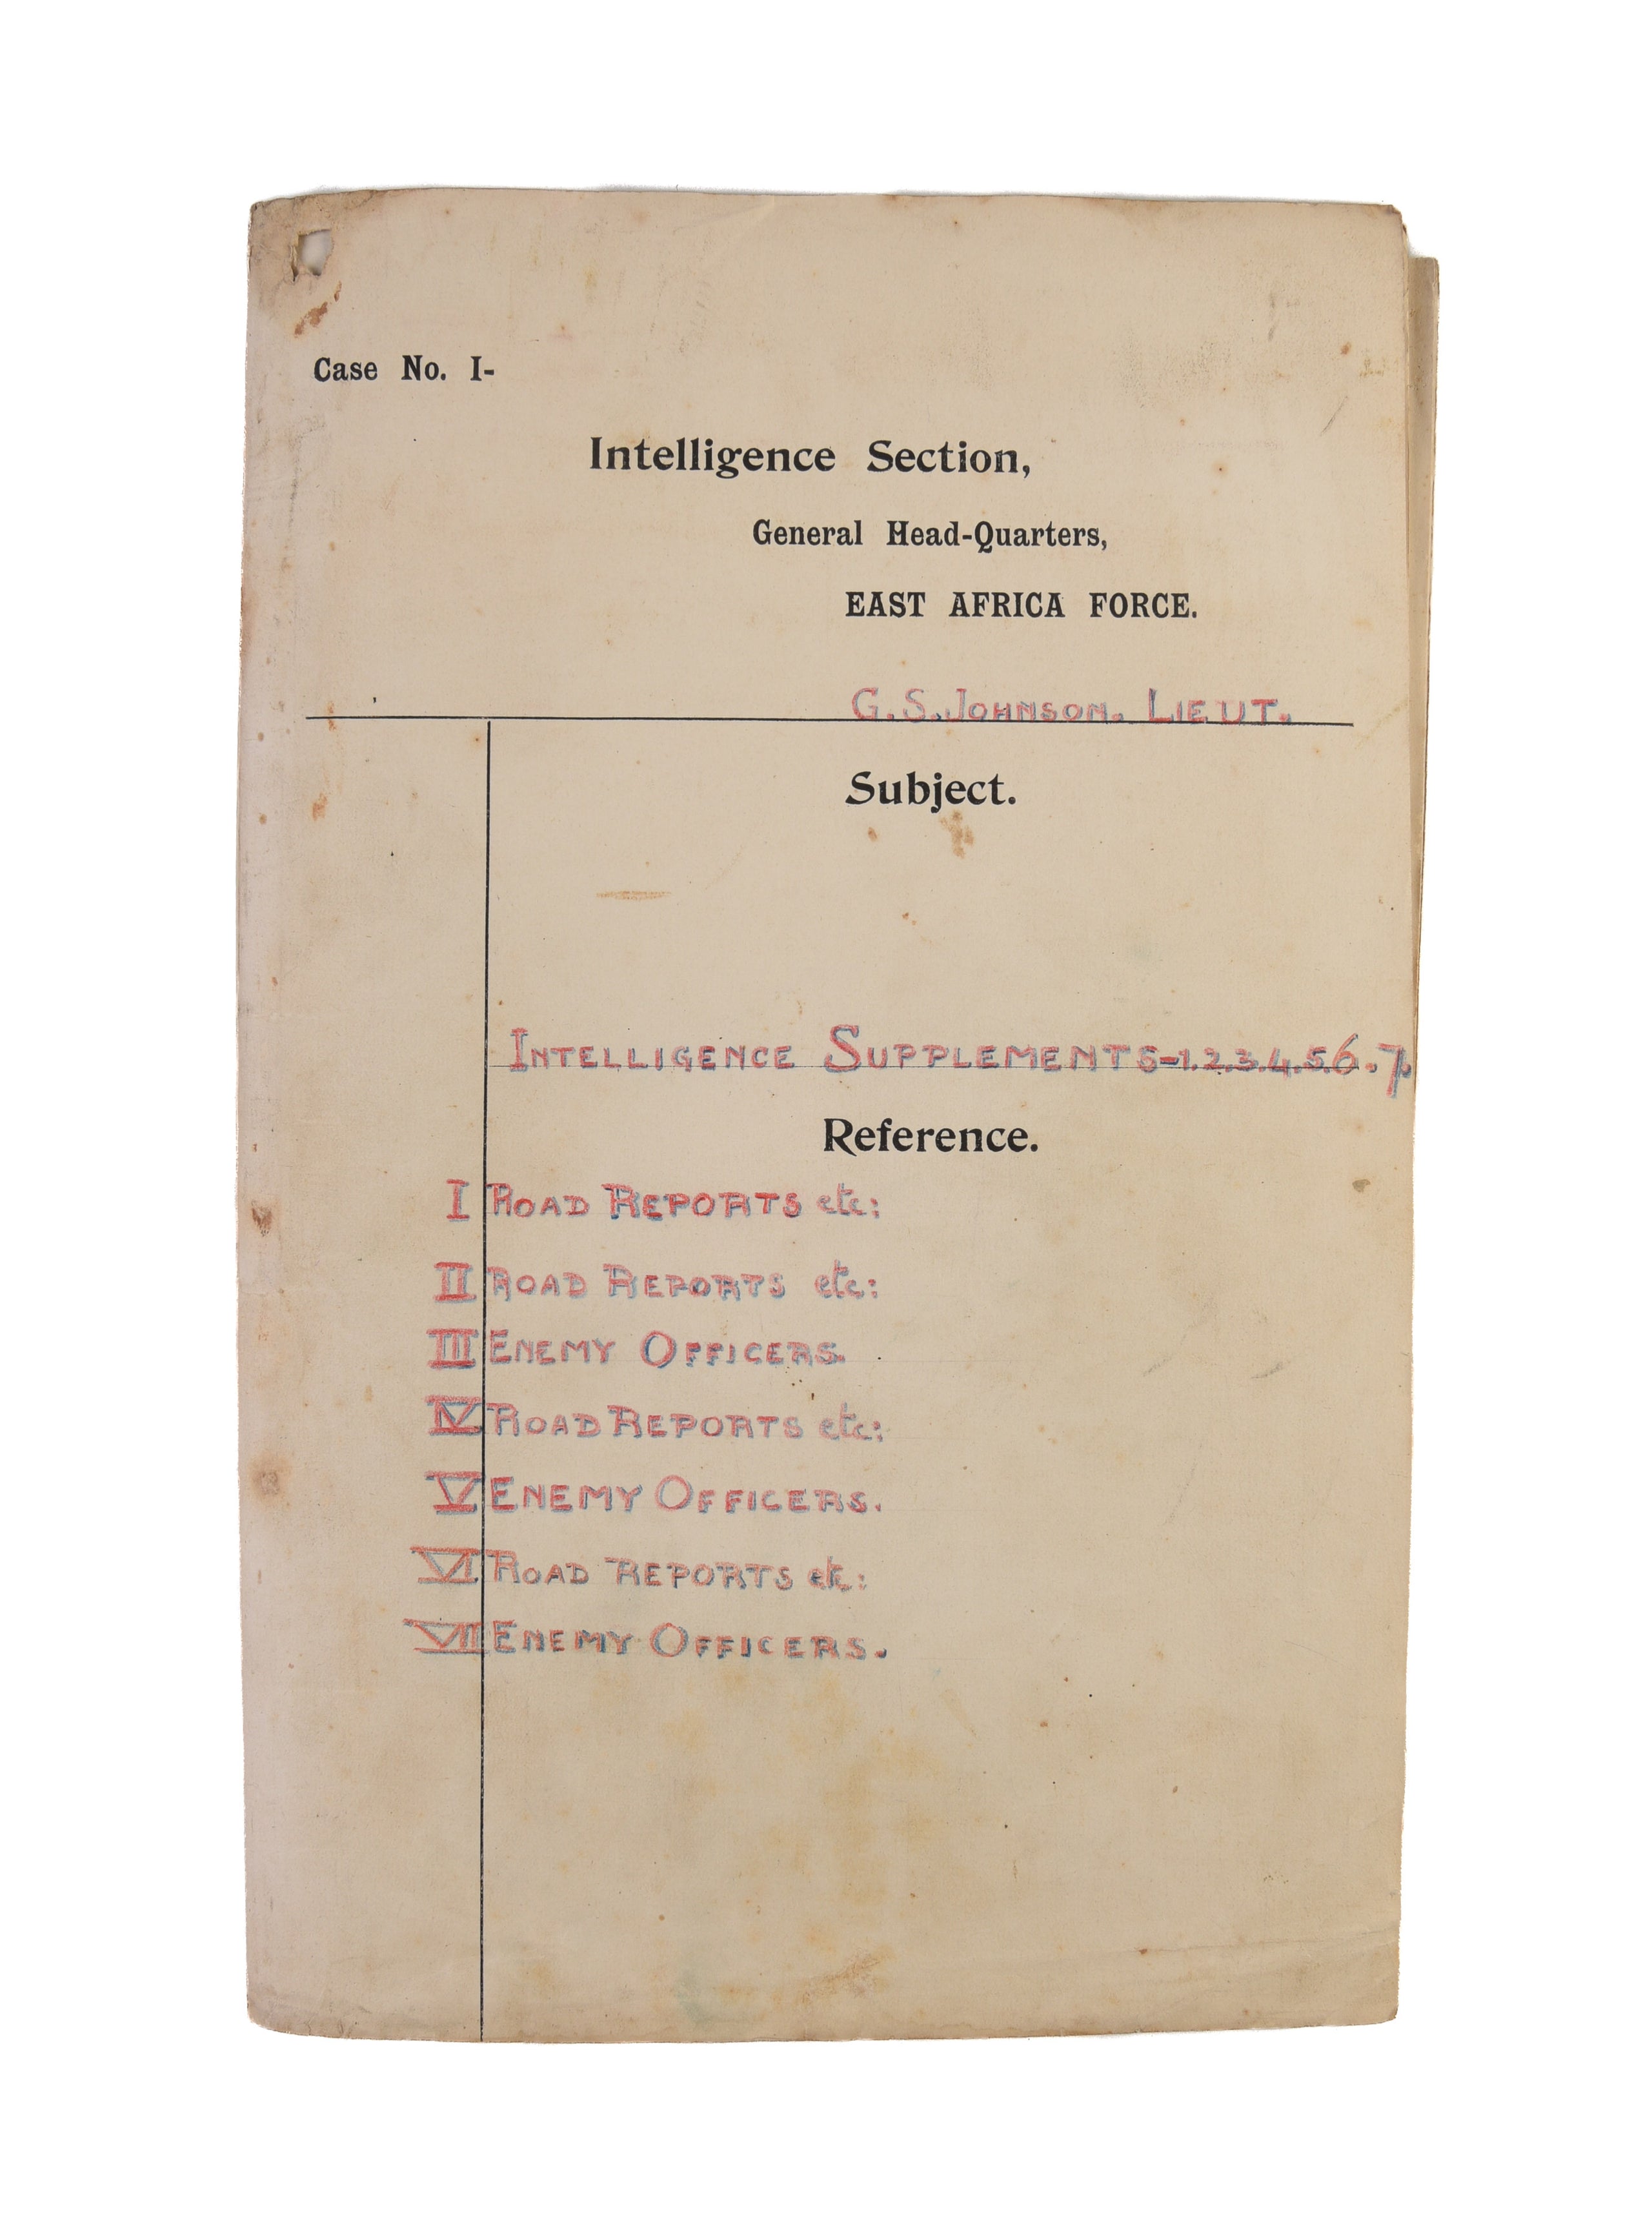 Case No. I-
Intelligence Section,
General Head-Quarters,
EAST AFRICA FORCE.
G.S. JOHNSON. LIEUT.
Subject.
INTELLIGENCE SUPPLEMENTS-1.2.3.4.5.6.7.
Reference.
I ROAD REPORTS etc:
II ROAD REPORTS etc:
III ENEMY OFFICERS.
IV ROAD REPORTS etc:
V ENEMY OFFICERS.
VI ROAD REPORTS etc:
VII ENEMY OFFICERS.